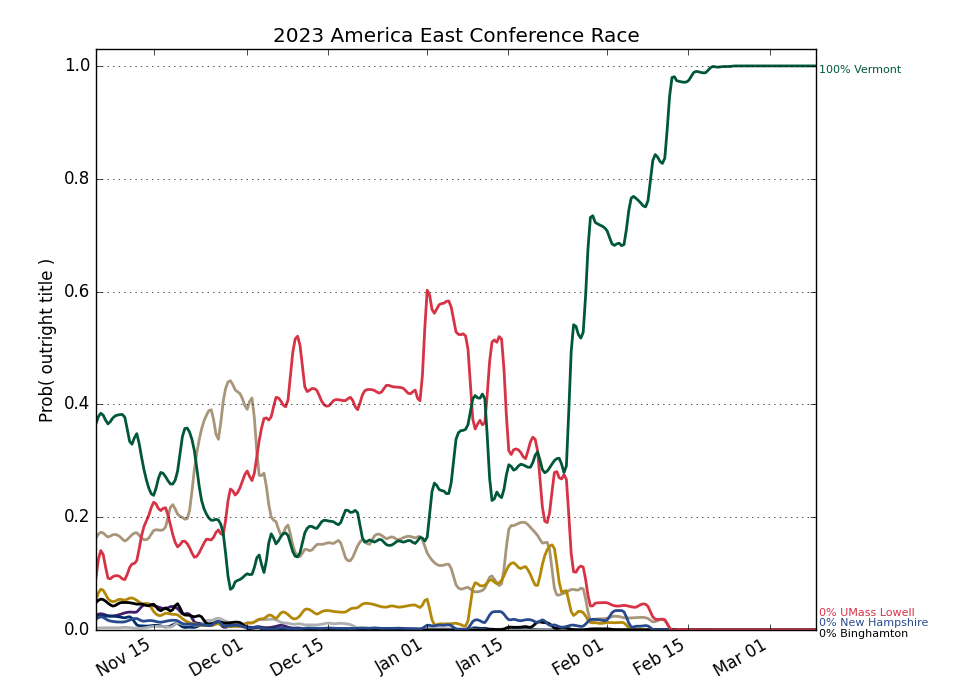 2023 America East Conference Race
Prob( outright title )
1.0
0.8
0.6
0.4
0.2
0.0
Nov 15
Dec 01
Dec 15
Jan 01
Jan 15
Feb 01
Feb 15
Mar 01
100% Vermont
0% UMass Lowell
0% New Hampshire
0% Binghamton